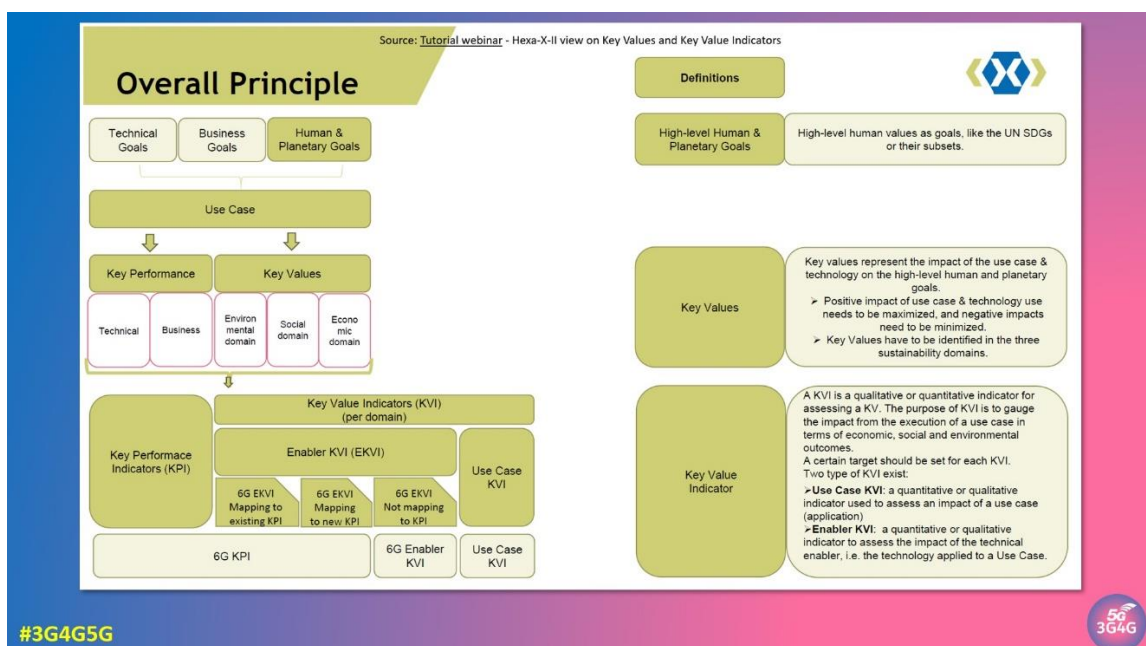 Source: Tutorial webinar - Hexa-X-II view on Key Values and Key Value Indicators
Overall Principle
Technical
Goals
Business
Goals
Human &
Planetary Goals
Use Case
Key Performance
Key Values
Technical
Business
Environ
mental
domain
Social
domain
Econo
mic
domain
Key Performace
Indicators (KPI)
Key Value Indicators (KVI)
(per domain)
Enabler KVI (EKVI)
Use Case
KVI
6G EKVI
Mapping to
existing KPI
6G EKVI
Mapping
to new KPI
6G EKVI
Not mapping
to KPI
6G KPI
6G Enabler
KVI
Use Case
KVI
Definitions
High-level Human &
Planetary Goals
High-level human values as goals, like the UN SDGs
or their subsets.
Key Values
Key values represent the impact of the use case &
technology on the high-level human and planetary
goals.
➢ Positive impact of use case & technology use
needs to be maximized, and negative impacts
need to be minimized.
➢ Key Values have to be identified in the three
sustainability domains.
Key Value
Indicator
A KVI is a qualitative or quantitative indicator for
assessing a KV. The purpose of KVI is to gauge
the impact from the execution of a use case in
terms of economic, social and environmental
outcomes.
A certain target should be set for each KVI.
Two type of KVI exist:
➢Use Case KVI: a quantitative or qualitative
indicator used to assess an impact of a use case
(application)
➢Enabler KVI: a quantitative or qualitative
indicator to assess the impact of the technical
enabler, i.e. the technology applied to a Use Case.
#3G4G5G
5G
3G4G